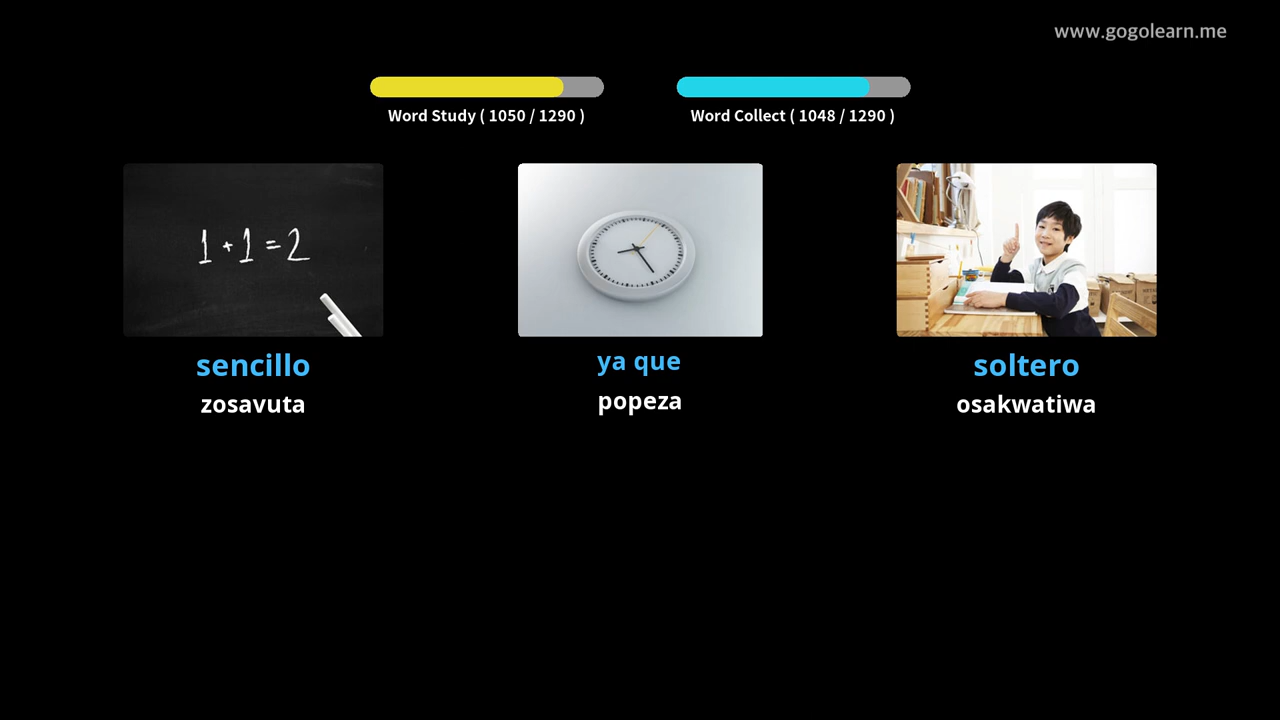 www.gogolearn.me
Word Study ( 1050 / 1290 )
Word Collect ( 1048 / 1290 )
1 + 1 = 2
sencillo
zosavuta
ya que
popeza
soltero
osakwatiwa